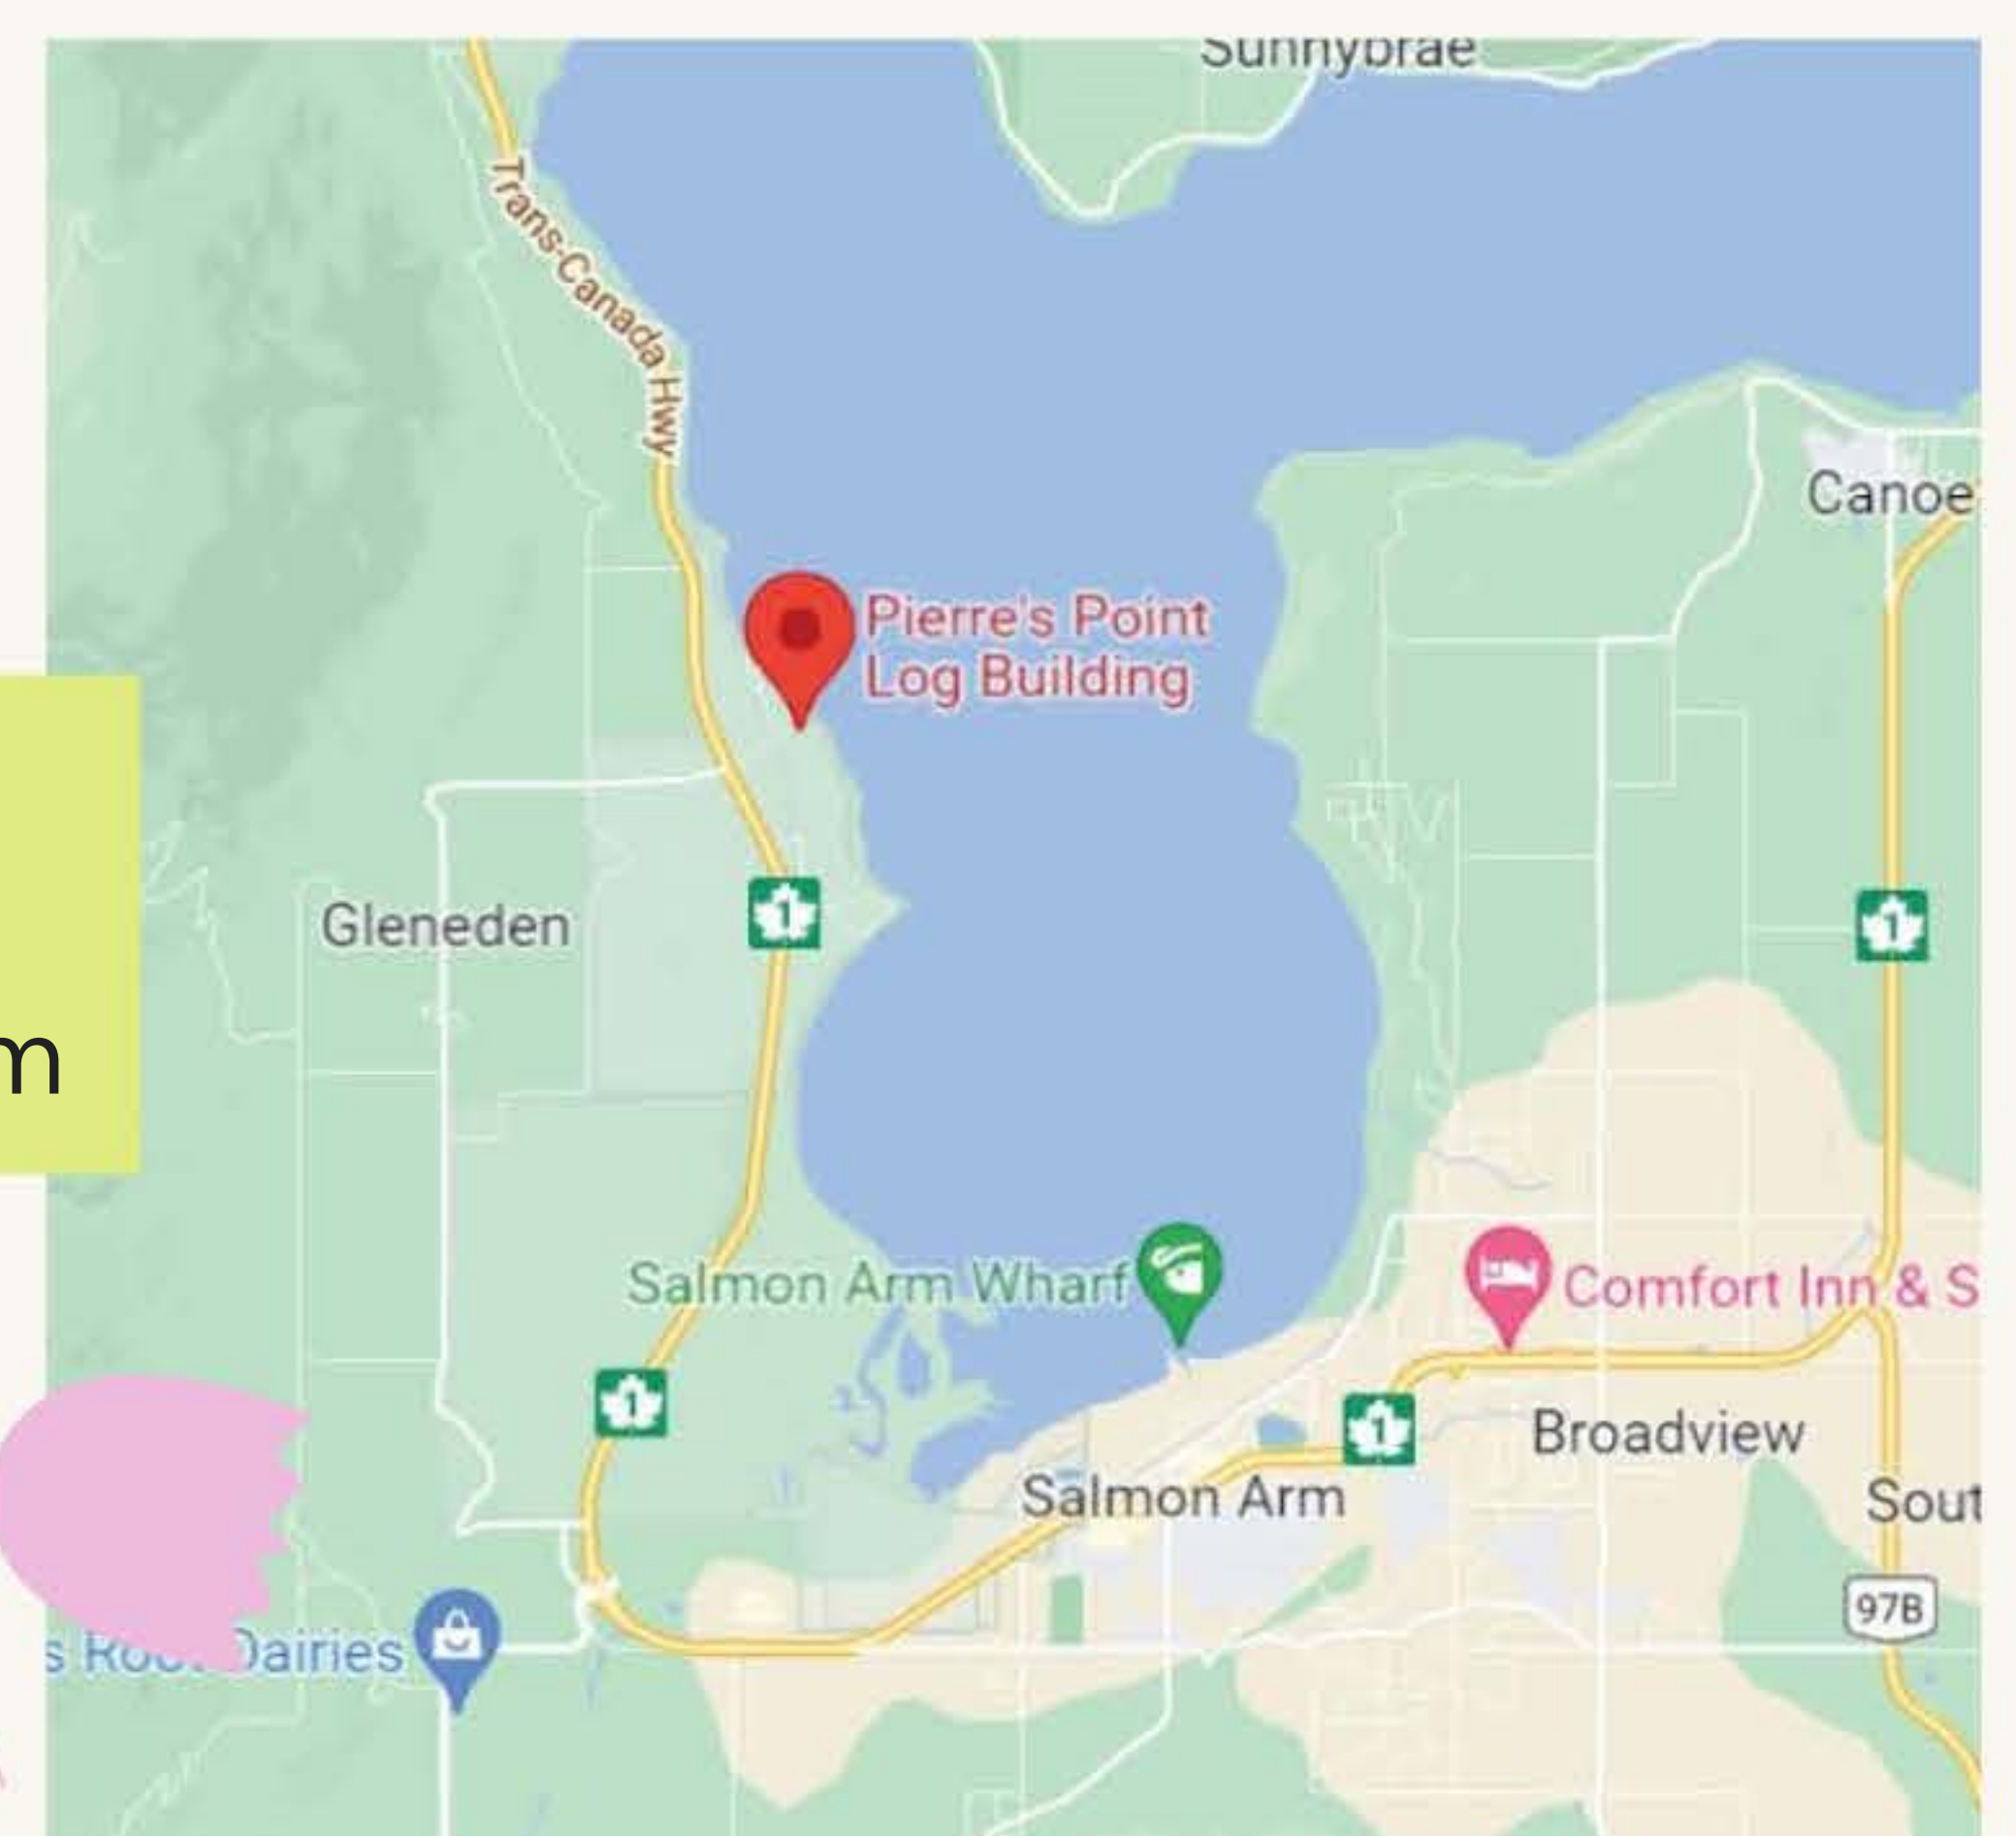 Sunnybrae
Trans-Canada Hwy
Canoe
Pierre's Point
Log Building
1
1
Gleneden
m
Salmon Arm Wharf
Comfort Inn & S
1
1
Broadview
Salmon Arm
Sout
97B
s Dairies